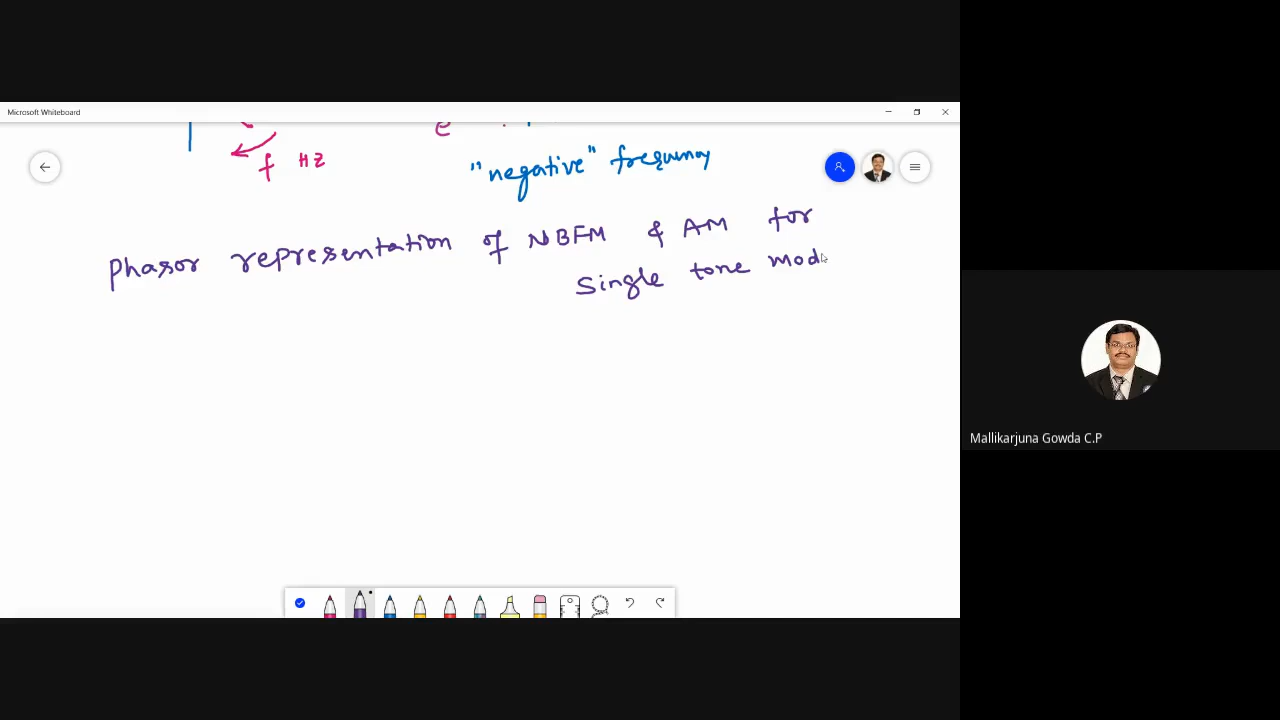 Microsoft Whiteboard
e
f HZ
"negative" frequency
Phasor representation of NBFM & AM for
Single tone mod
Mallikarjuna Gowda C.P